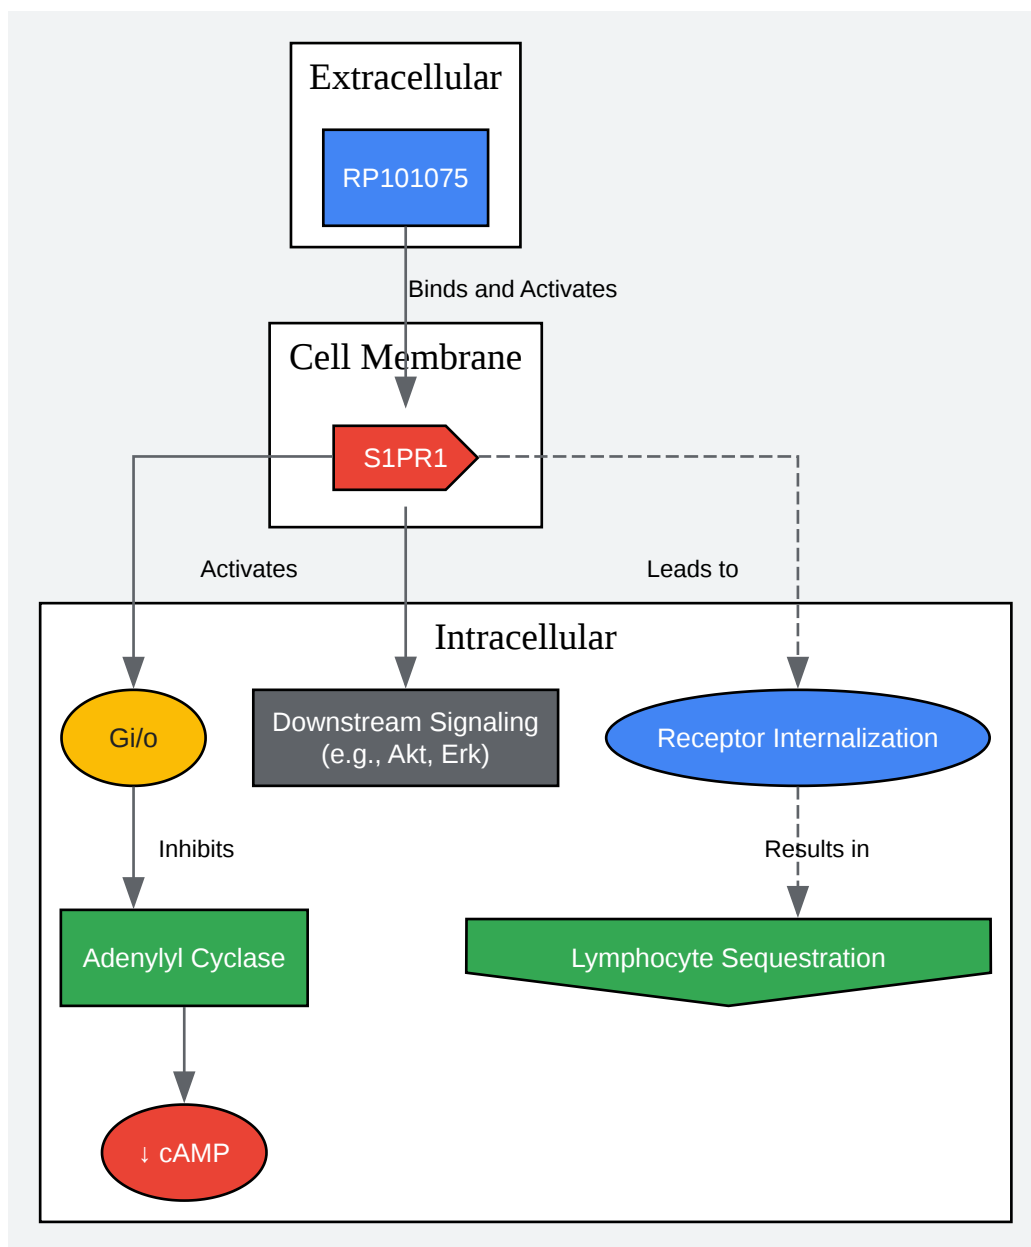 Extracellular
RP101075
Binds and Activates
Cell Membrane
S1PR1
Activates
Leads to
Intracellular
Gi/o
Downstream Signaling
(e.g., Akt, Erk)
Receptor Internalization
Inhibits
Results in
Adenylyl Cyclase
Lymphocyte Sequestration
↓ cAMP